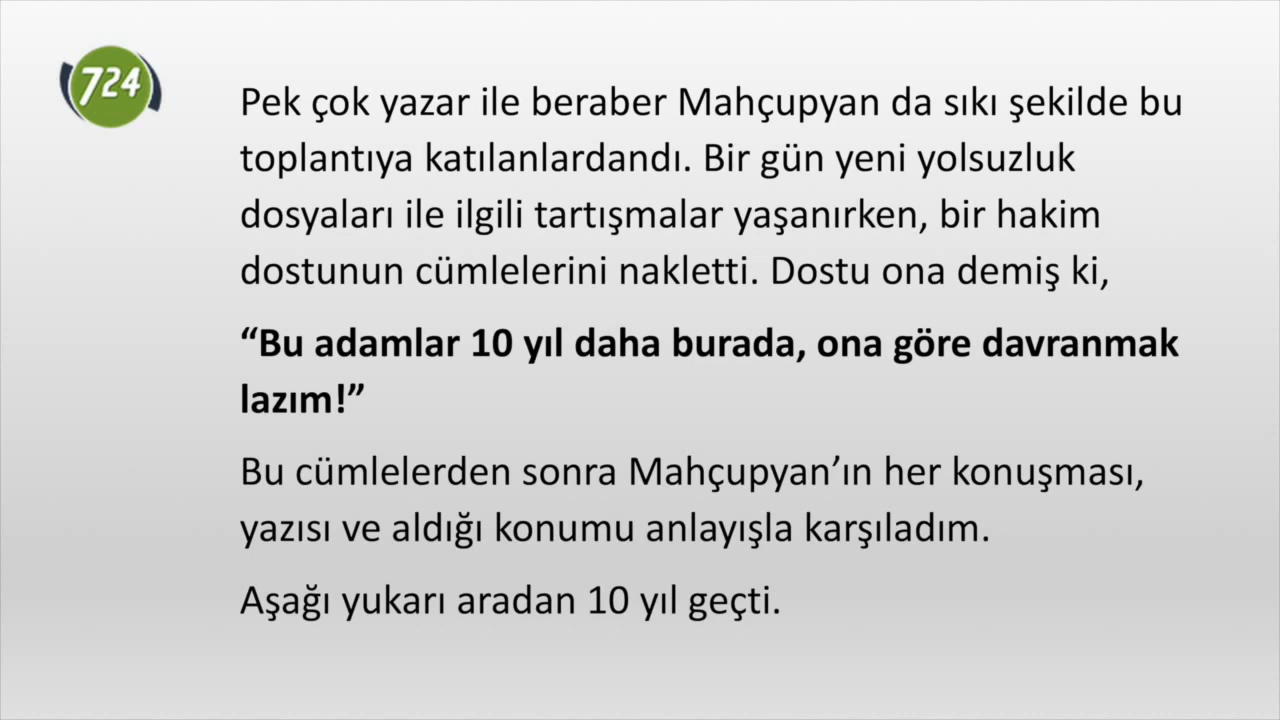 724
Pek çok yazar ile beraber Mahçupyan da sıkı şekilde bu
toplantıya katılanlardandı. Bir gün yeni yolsuzluk
dosyaları ile ilgili tartışmalar yaşanırken, bir hakim
dostunun cümlelerini nakletti. Dostu ona demiş ki,
“Bu adamlar 10 yıl daha burada, ona göre davranmak
lazım!”
Bu cümlelerden sonra Mahçupyan’ın her konuşması,
yazısı ve aldığı konumu anlayışla karşıladım.
Aşağı yukarı aradan 10 yıl geçti.